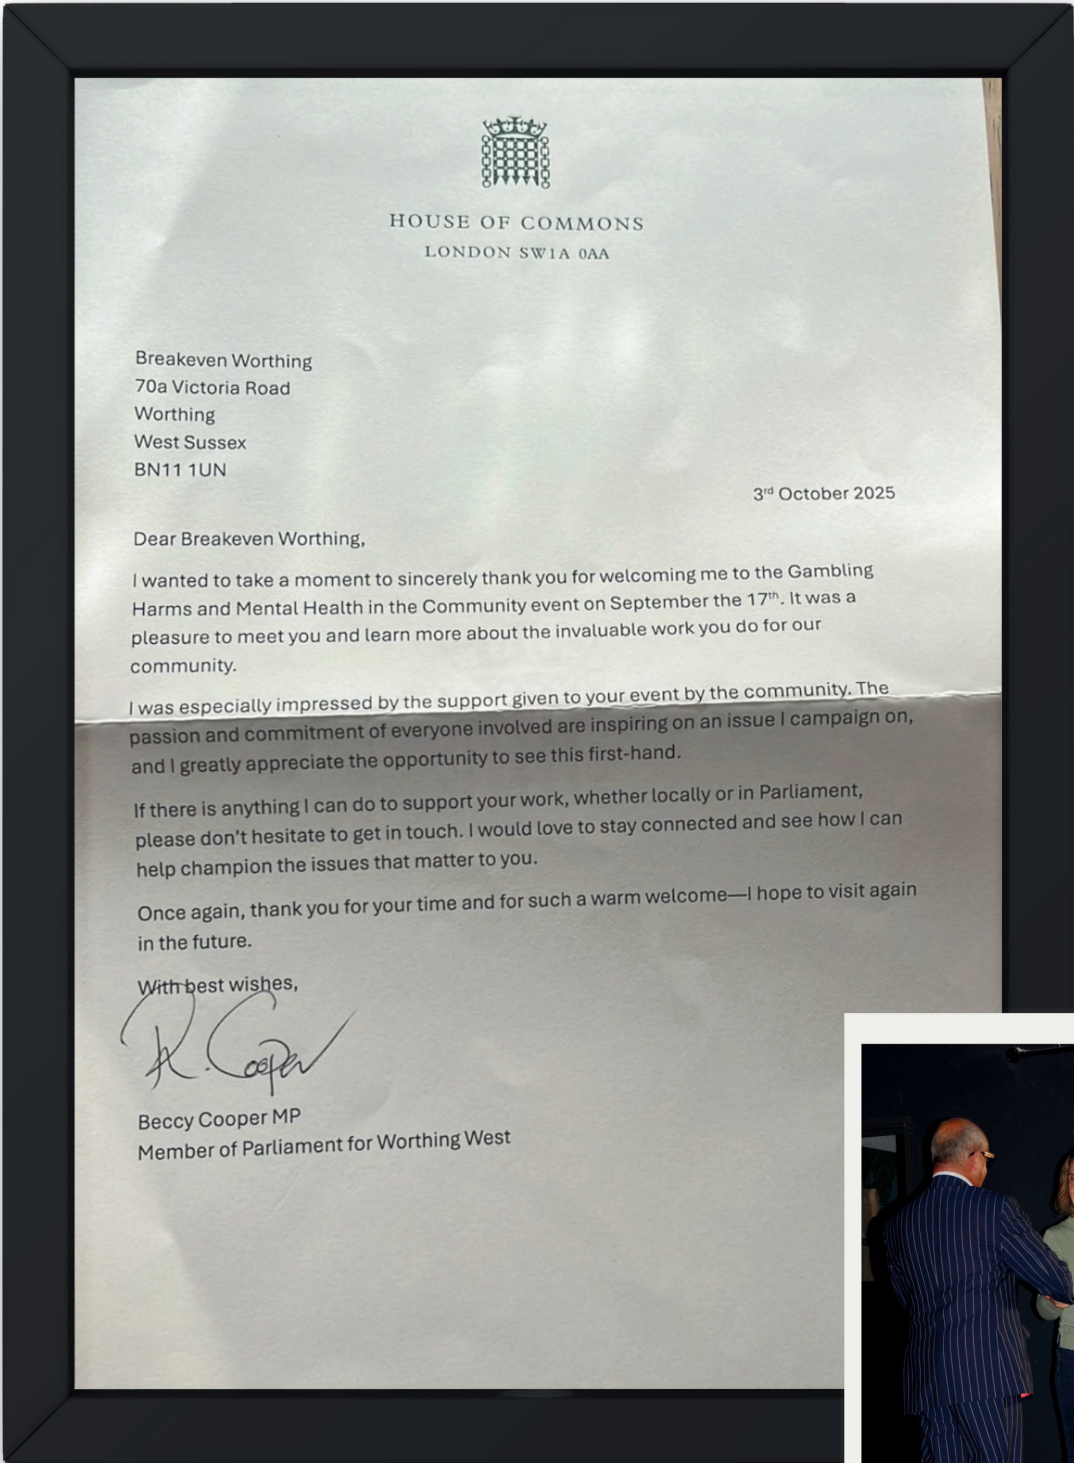 HOUSE OF COMMONS
LONDON SW1A 0AA
Breakeven Worthing
70a Victoria Road
Worthing
West Sussex
BN11 1UN
3rd October 2025
Dear Breakeven Worthing,
I wanted to take a moment to sincerely thank you for welcoming me to the Gambling
Harms and Mental Health in the Community event on September the 17th. It was a
pleasure to meet you and learn more about the invaluable work you do for our
community.
I was especially impressed by the support given to your event by the community. The
passion and commitment of everyone involved are inspiring on an issue I campaign on,
and I greatly appreciate the opportunity to see this first-hand.
If there is anything I can do to support your work, whether locally or in Parliament,
please don't hesitate to get in touch. I would love to stay connected and see how I can
help champion the issues that matter to you.
Once again, thank you for your time and for such a warm welcome—I hope to visit again
in the future.
With best wishes,
R. Cooper
Beccy Cooper MP
Member of Parliament for Worthing West